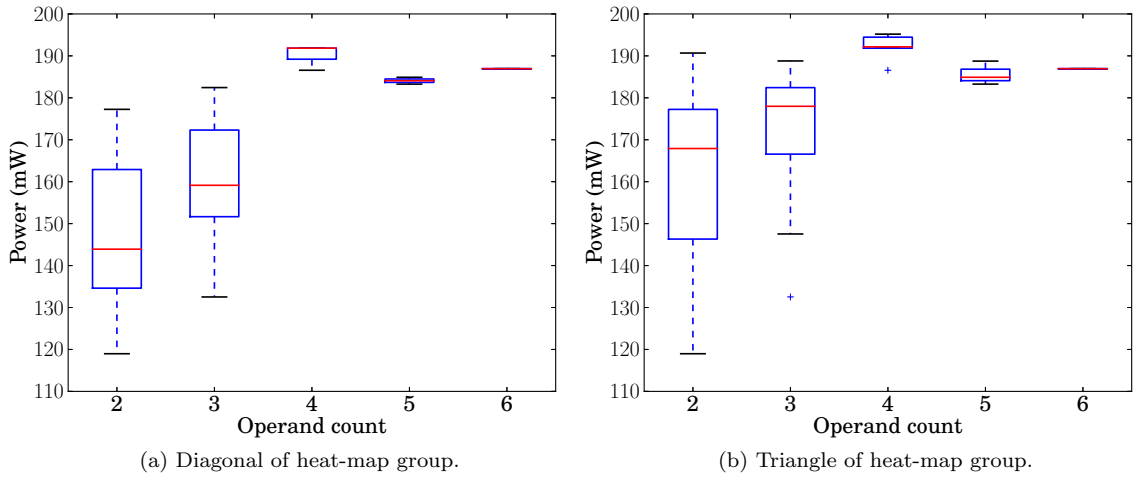 200
190
180
170
160
150
140
130
120
110
Power (mW)
2 3 4 5 6
Operand count
(a) Diagonal of heat-map group.
200
190
180
170
160
150
140
130
120
110
Power (mW)
2 3 4 5 6
Operand count
(b) Triangle of heat-map group.